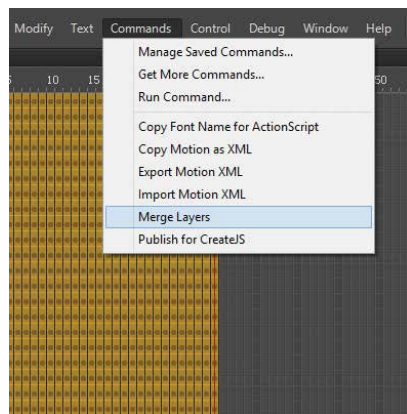 Modify Text Commands Control Debug Window Help
Manage Saved Commands...
Get More Commands...
Run Command...
Copy Font Name for ActionScript
Copy Motion as XML
Export Motion XML
Import Motion XML
Merge Layers
Publish for CreateJS
5 10 15 50